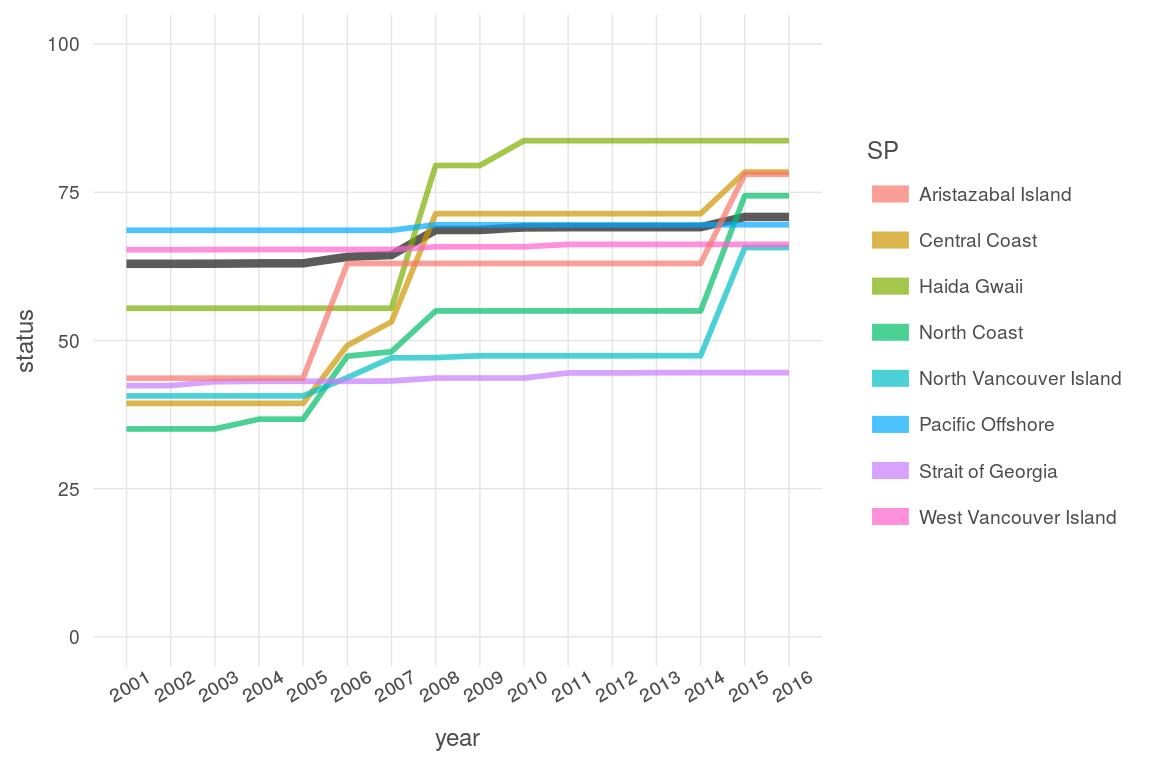 100
75
50
25
0
status
2001 2002 2003 2004 2005 2006 2007 2008 2009 2010 2011 2012 2013 2014 2015 2016
year
SP
Aristazabal Island
Central Coast
Haida Gwaii
North Coast
North Vancouver Island
Pacific Offshore
Strait of Georgia
West Vancouver Island